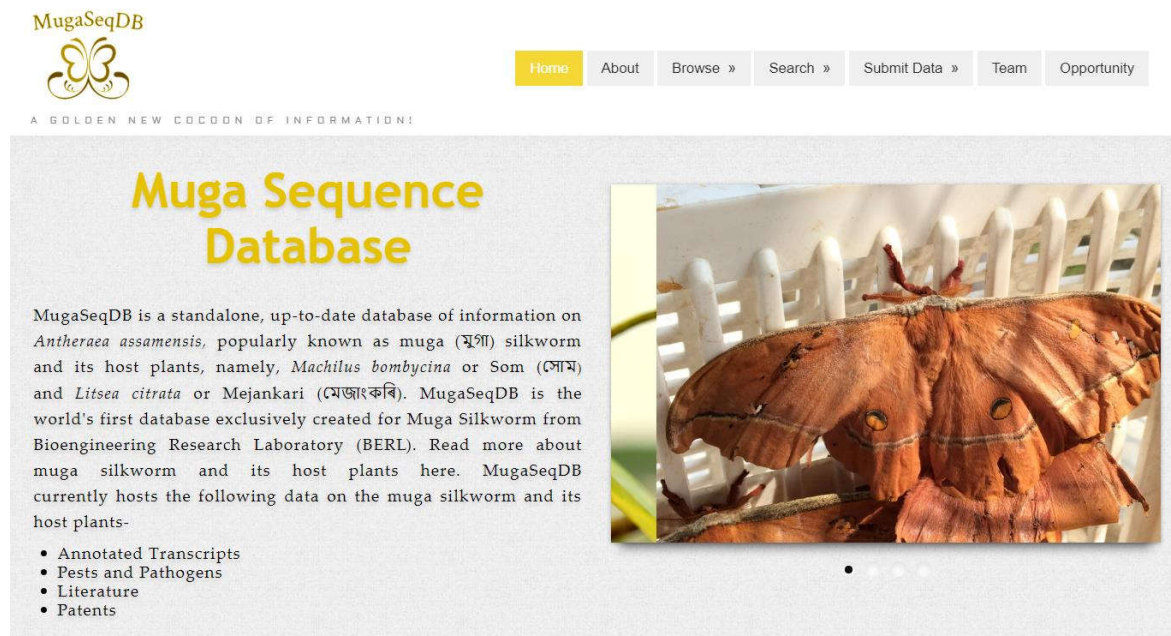 MugaSeqDB
A GOLDEN NEW COCOON OF INFORMATION!
Home About Browse » Search » Submit Data » Team Opportunity
Muga Sequence
Database
MugaSeqDB is a standalone, up-to-date database of information on
Antheraea assamensis, popularly known as muga (মুগা) silkworm
and its host plants, namely, Machilus bombycina or Som (সোম)
and Litsea citrata or Mejankari (মেজাংকৰি). MugaSeqDB is the
world's first database exclusively created for Muga Silkworm from
Bioengineering Research Laboratory (BERL). Read more about
muga silkworm and its host plants here. MugaSeqDB
currently hosts the following data on the muga silkworm and its
host plants-
• Annotated Transcripts
• Pests and Pathogens
• Literature
• Patents